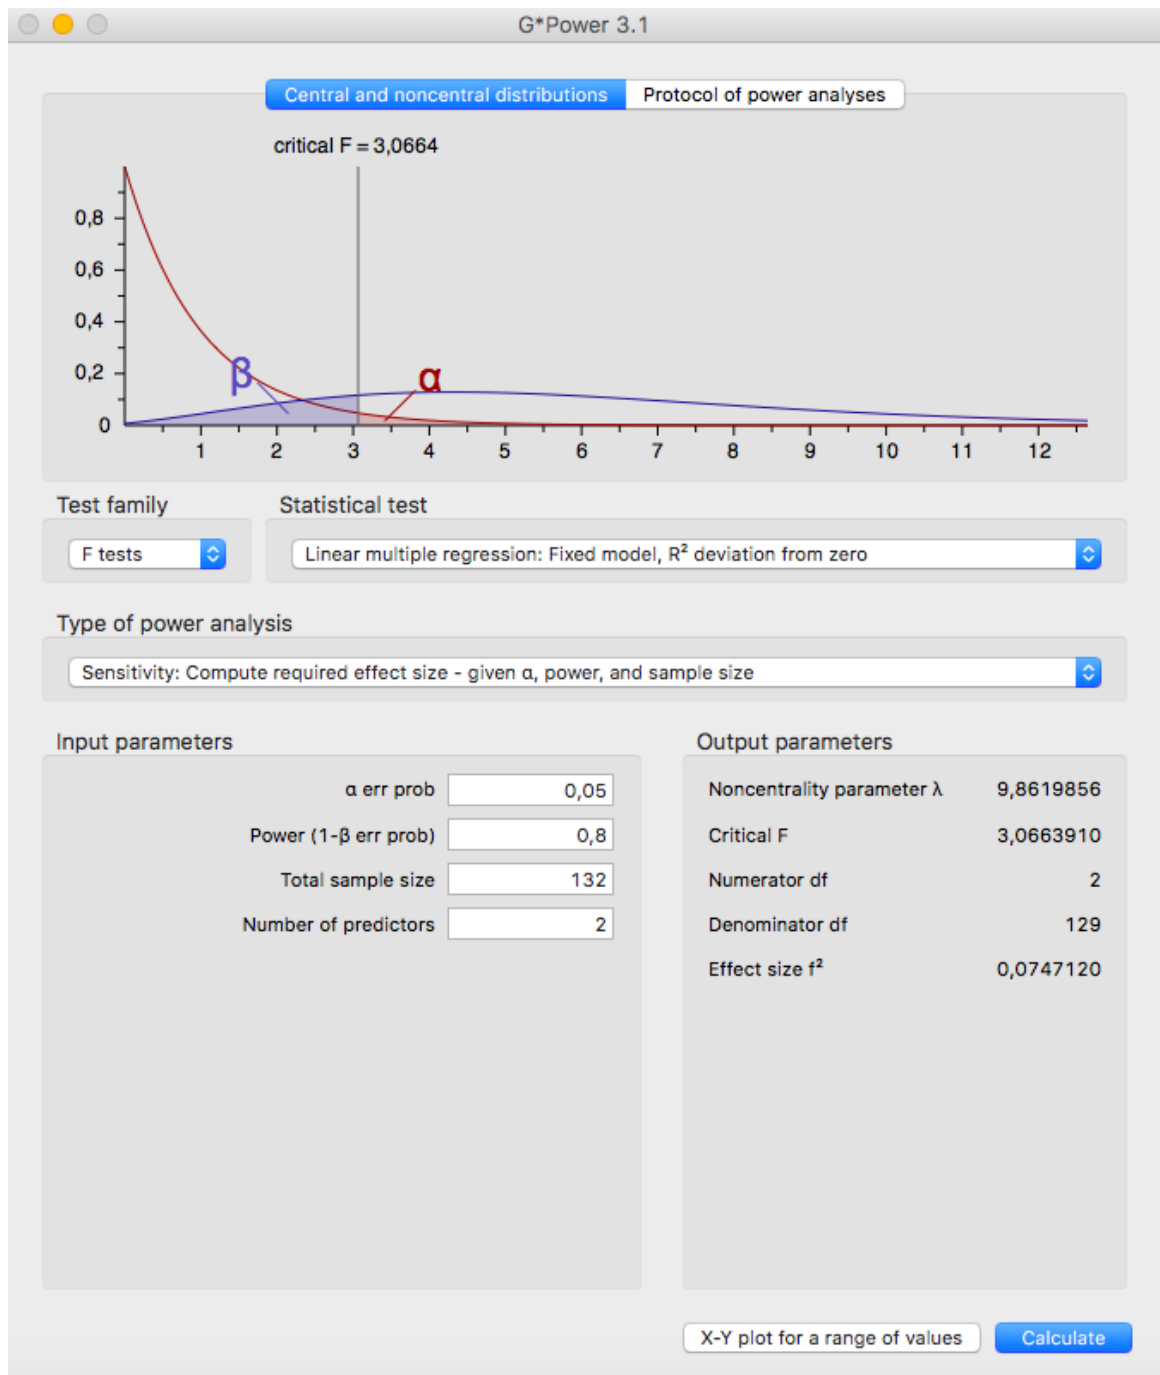 G*Power 3.1
Central and noncentral distributions Protocol of power analyses
critical F = 3,0664
0,8
0,6
0,4
0,2
0
β
α
1 2 3 4 5 6 7 8 9 10 11 12
Test family Statistical test
F tests Linear multiple regression: Fixed model, R² deviation from zero
Type of power analysis
Sensitivity: Compute required effect size - given α, power, and sample size
Input parameters
α err prob 0,05
Power (1-β err prob) 0,8
Total sample size 132
Number of predictors 2
Output parameters
Noncentrality parameter λ 9,8619856
Critical F 3,0663910
Numerator df 2
Denominator df 129
Effect size f² 0,0747120
X-Y plot for a range of values Calculate